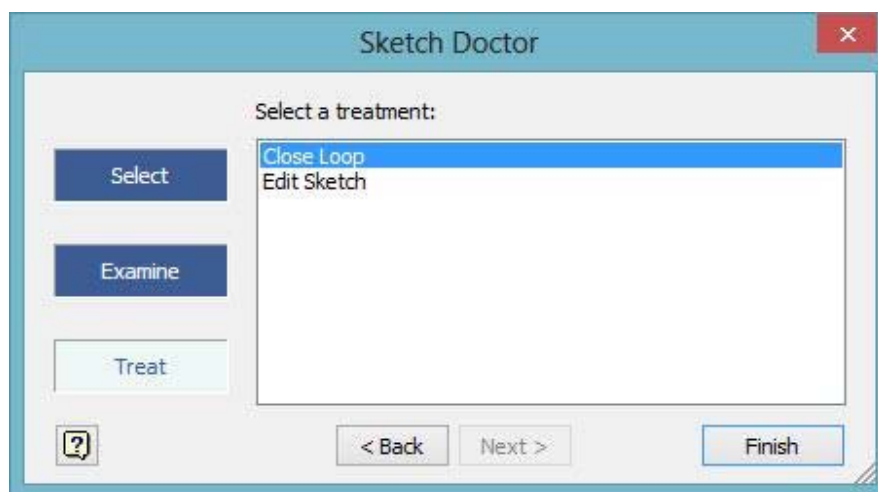 Sketch Doctor
Select a treatment:
Select
Examine
Treat
Close Loop
Edit Sketch
< Back
Next >
Finish